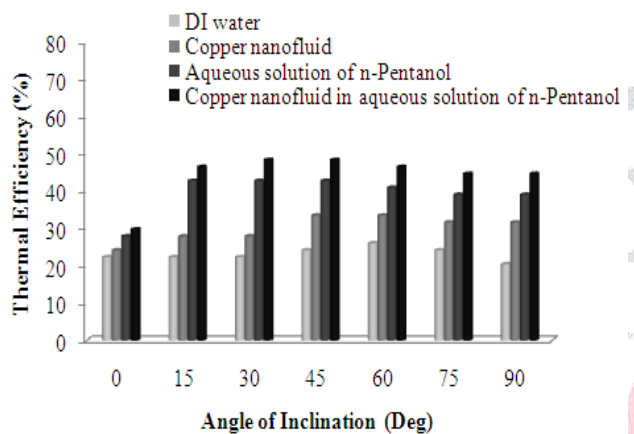 DI water
Copper nanofluid
Aqueous solution of n-Pentanol
Copper nanofluid in aqueous solution of n-Pentanol
80
70
60
50
40
30
20
10
0
Thermal Efficiency (%)
0 15 30 45 60 75 90
Angle of Inclination (Deg)